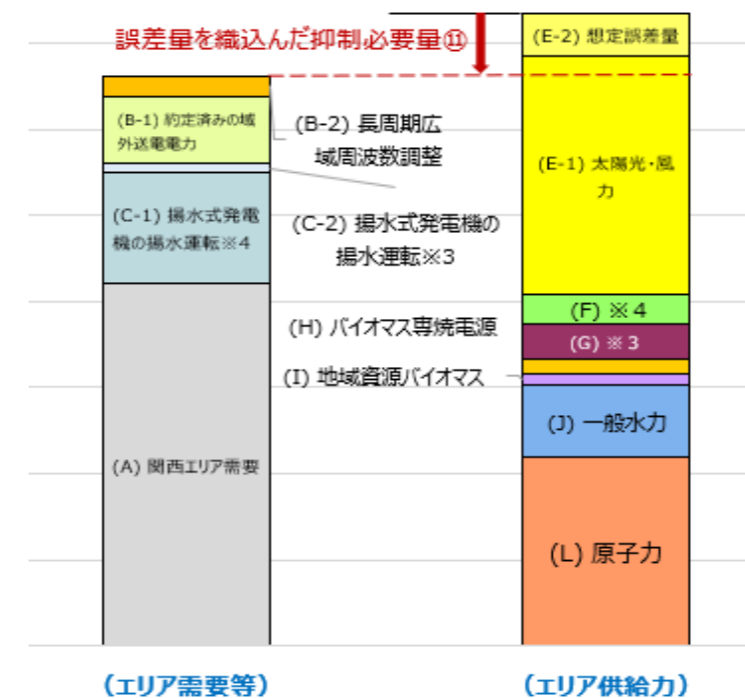 誤差量を織込んだ抑制必要量⑪
(B-1) 約定済みの域
外送電電力
(B-2) 長周期広
域周波数調整
(C-1) 揚水式発電
機の揚水運転※4
(C-2) 揚水式発電機の
揚水運転※3
(A) 関西エリア需要
(H) バイオマス専焼電源
(I) 地域資源バイオマス
(E-2) 想定誤差量
(E-1) 太陽光・風
力
(F) ※4
(G) ※3
(J) 一般水力
(L) 原子力
(エリア需要等)
(エリア供給力)